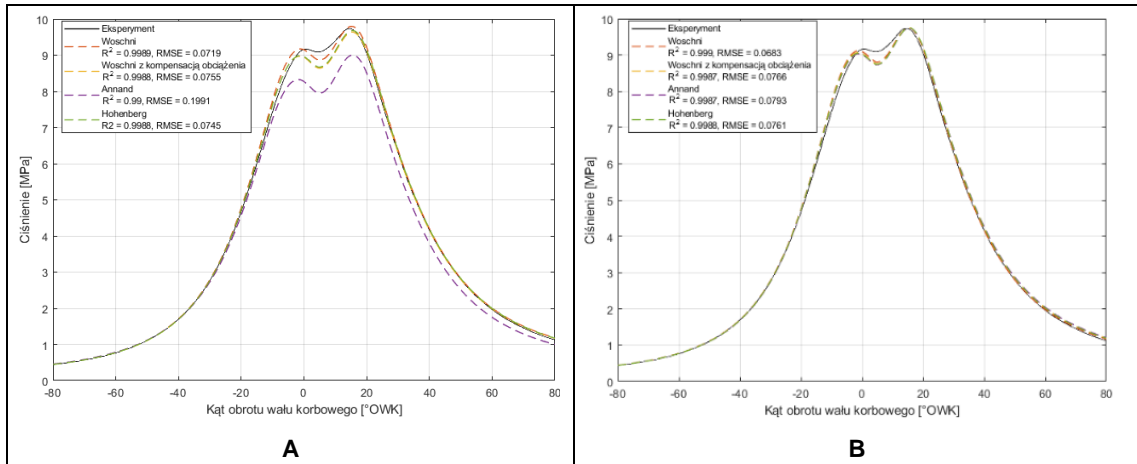 10
9
8
7
6
5
4
3
2
1
0
Ciśnienie [MPa]
Eksperyment
Woschni
R² = 0.9989, RMSE = 0.0719
Woschni z kompensacją obciążenia
R² = 0.9988, RMSE = 0.0755
Annand
R² = 0.99, RMSE = 0.1991
Hohenberg
R2 = 0.9988, RMSE = 0.0745
-80 -60 -40 -20 0 20 40 60 80
Kąt obrotu wału korbowego [°OWK]
A
10
9
8
7
6
5
4
3
2
1
0
Ciśnienie [MPa]
Eksperyment
Woschni
R² = 0.999, RMSE = 0.0683
Woschni z kompensacją obciążenia
R² = 0.9987, RMSE = 0.0766
Annand
R² = 0.9987, RMSE = 0.0793
Hohenberg
R² = 0.9988, RMSE = 0.0761
-80 -60 -40 -20 0 20 40 60 80
Kąt obrotu wału korbowego [°OWK]
B